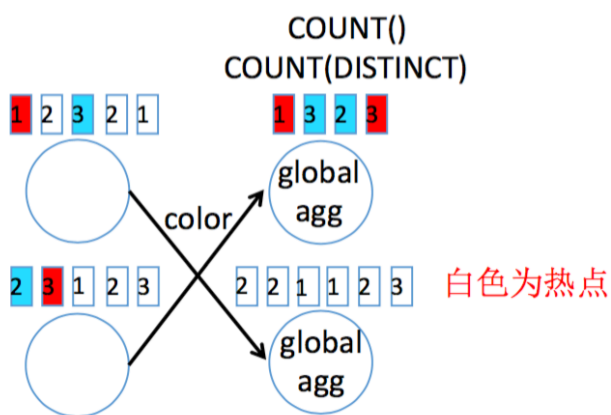 COUNT()
COUNT(DISTINCT)
1 2 3 2 1
1 3 2 3
global
agg
color
2 3 1 2 3
2 2 1 1 2 3
白色为热点
global
agg